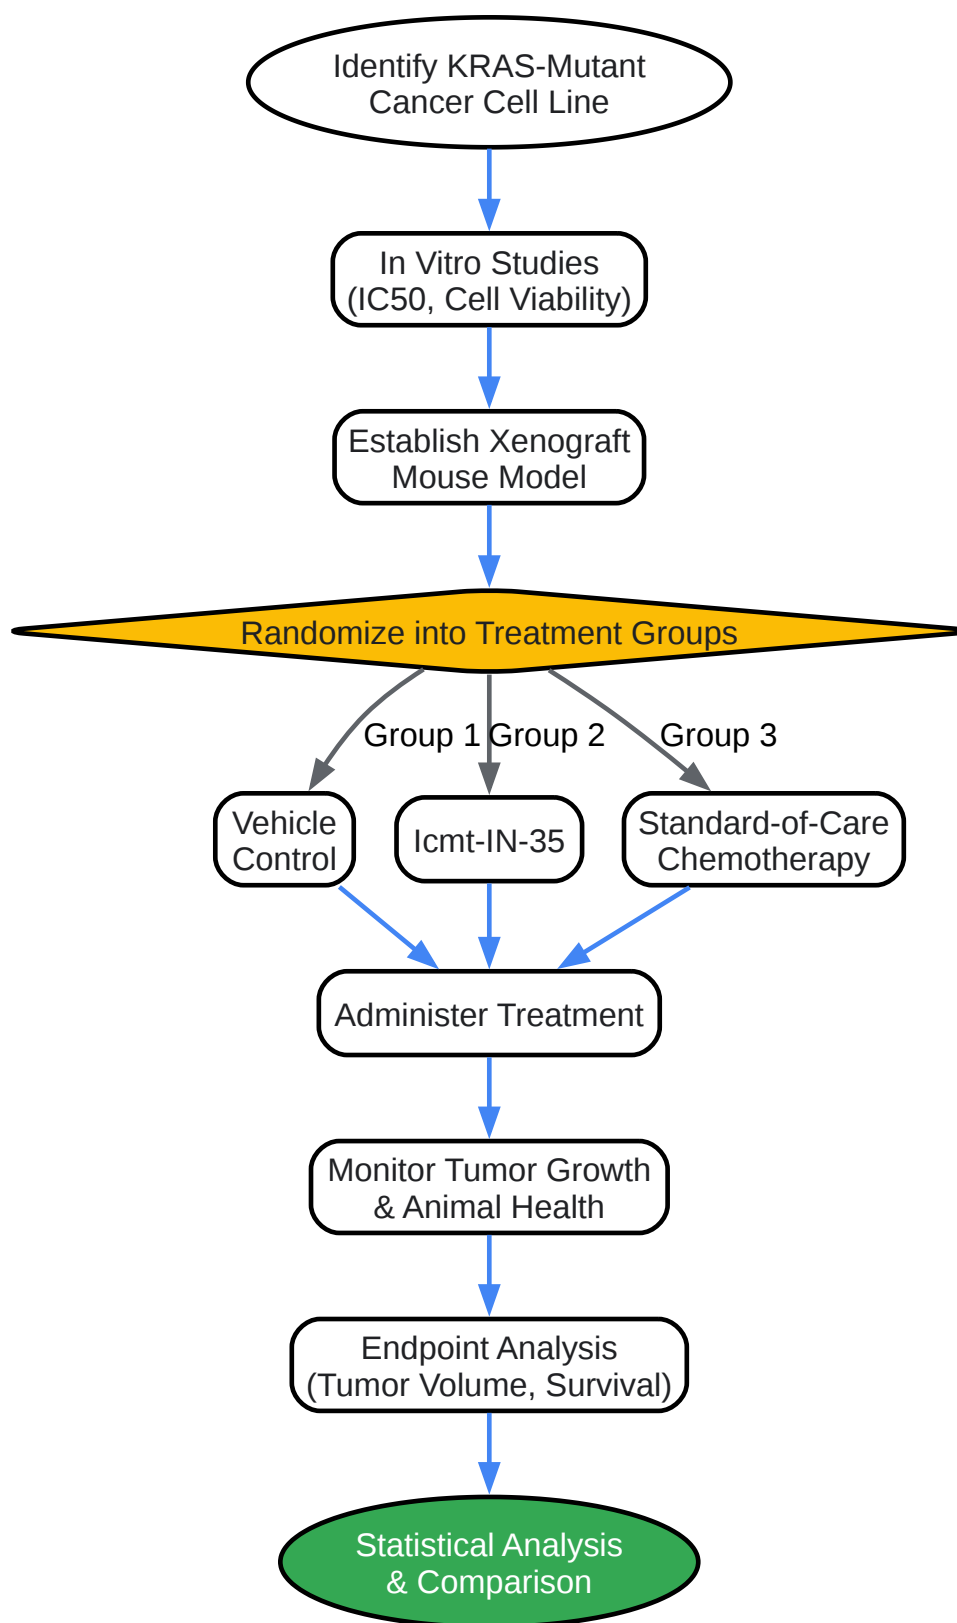 Identify KRAS-Mutant
Cancer Cell Line
In Vitro Studies
(IC50, Cell Viability)
Establish Xenograft
Mouse Model
Randomize into Treatment Groups
Group 1
Group 2
Group 3
Vehicle
Control
Icmt-IN-35
Standard-of-Care
Chemotherapy
Administer Treatment
Monitor Tumor Growth
& Animal Health
Endpoint Analysis
(Tumor Volume, Survival)
Statistical Analysis
& Comparison